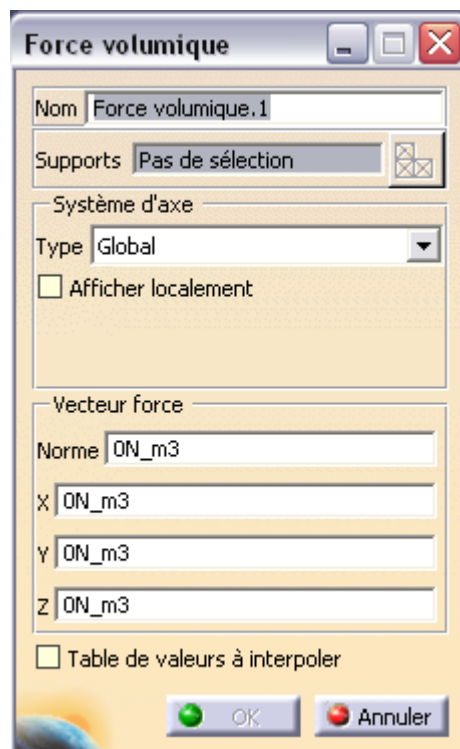 Force volumique
Nom Force volumique.1
Supports Pas de sélection
Système d'axe
Type Global
Afficher localement
Vecteur force
Norme 0N_m3
X 0N_m3
Y 0N_m3
Z 0N_m3
Table de valeurs à interpoler
OK Annuler